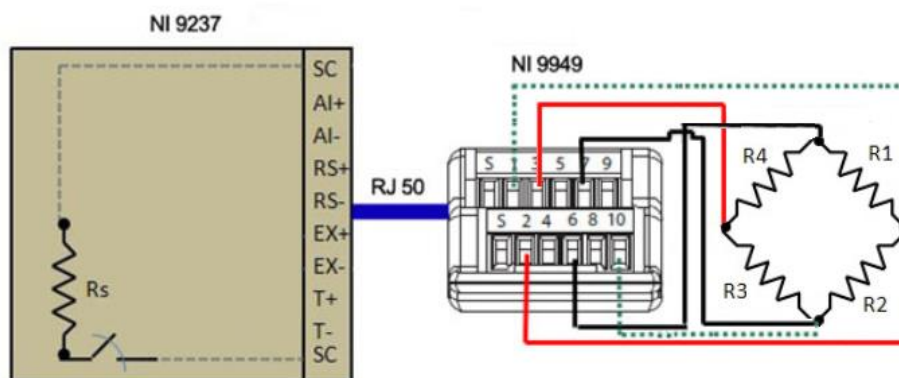 NI 9237
SC
AI+
AI-
RS+
RS-
EX+
EX-
T+
T-
SC
Rs
RJ 50
NI 9949
S 1 3 5 7 9
S 2 4 6 8 10
R4
R1
R3
R2